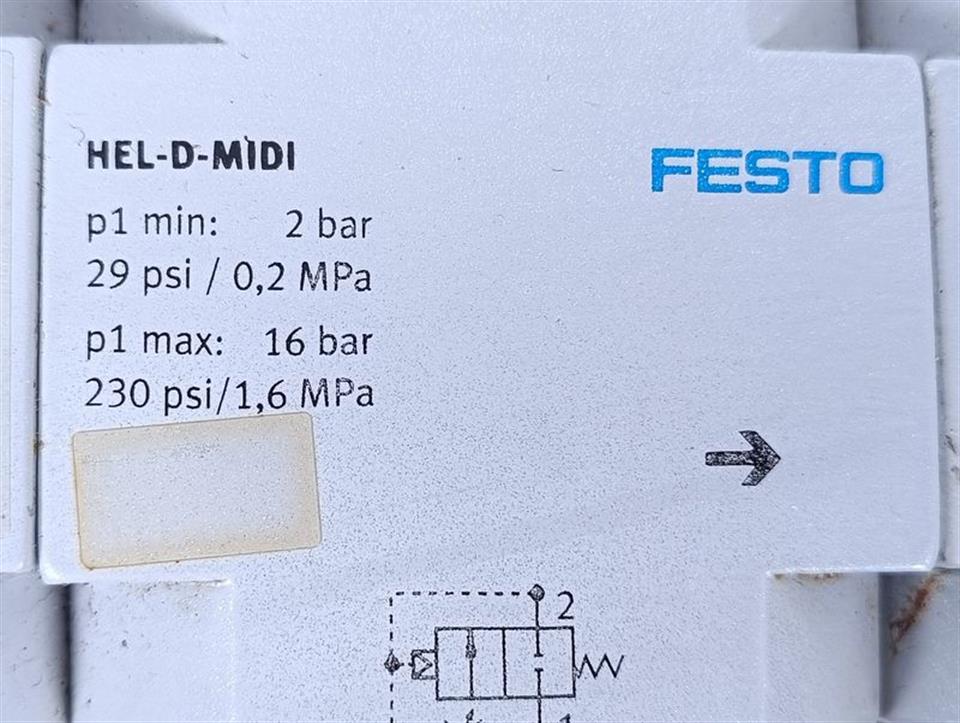 HEL-D-MIDI
FESTO
p1 min: 2 bar
29 psi / 0,2 MPa
p1 max: 16 bar
230 psi/1,6 MPa
2
1